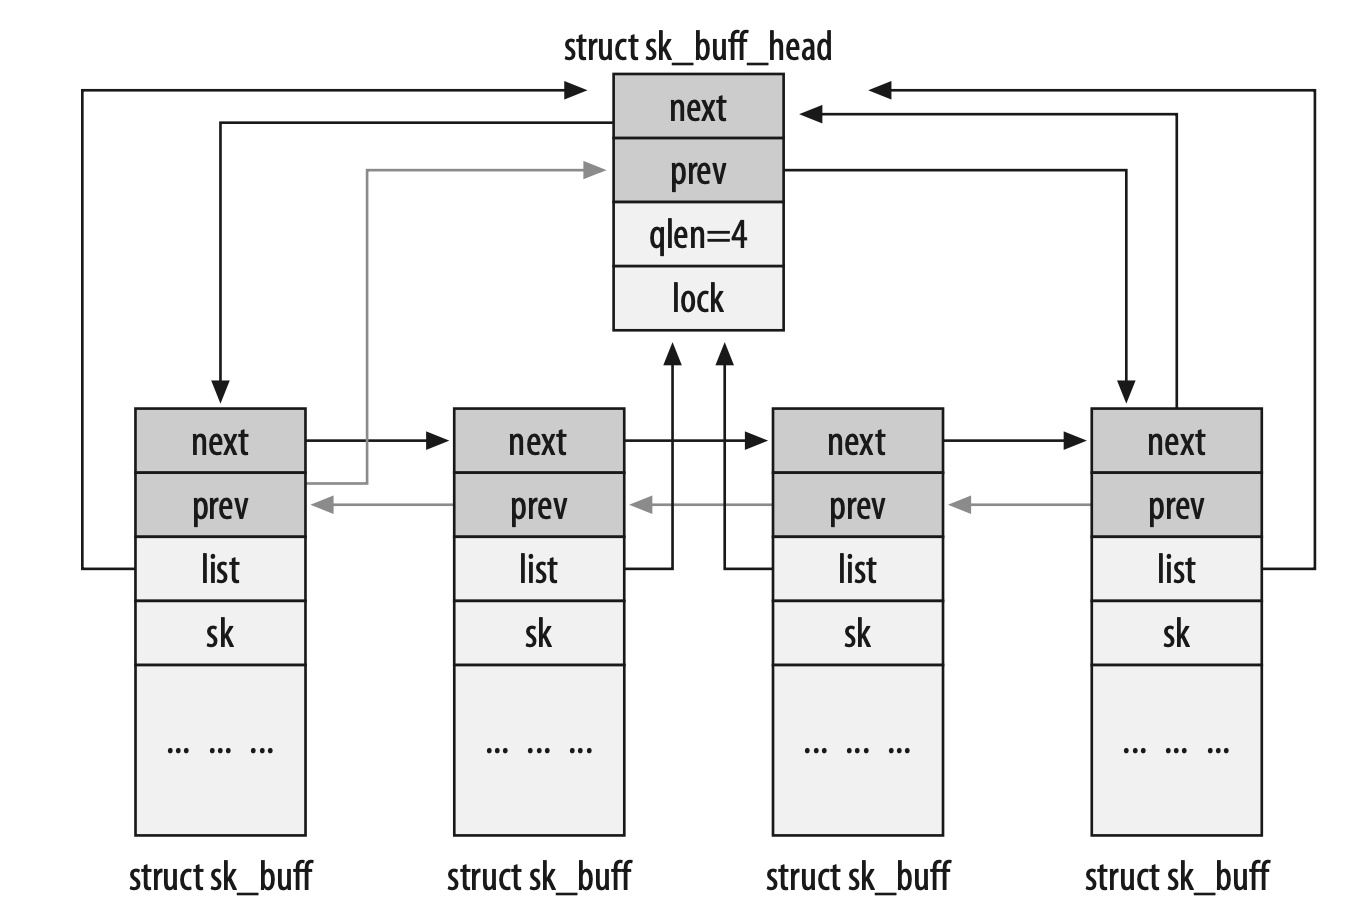 struct sk_buff_head
next
prev
qlen=4
lock
next
prev
list
sk
... ... ...
struct sk_buff
next
prev
list
sk
... ... ...
struct sk_buff
next
prev
list
sk
... ... ...
struct sk_buff
next
prev
list
sk
... ... ...
struct sk_buff